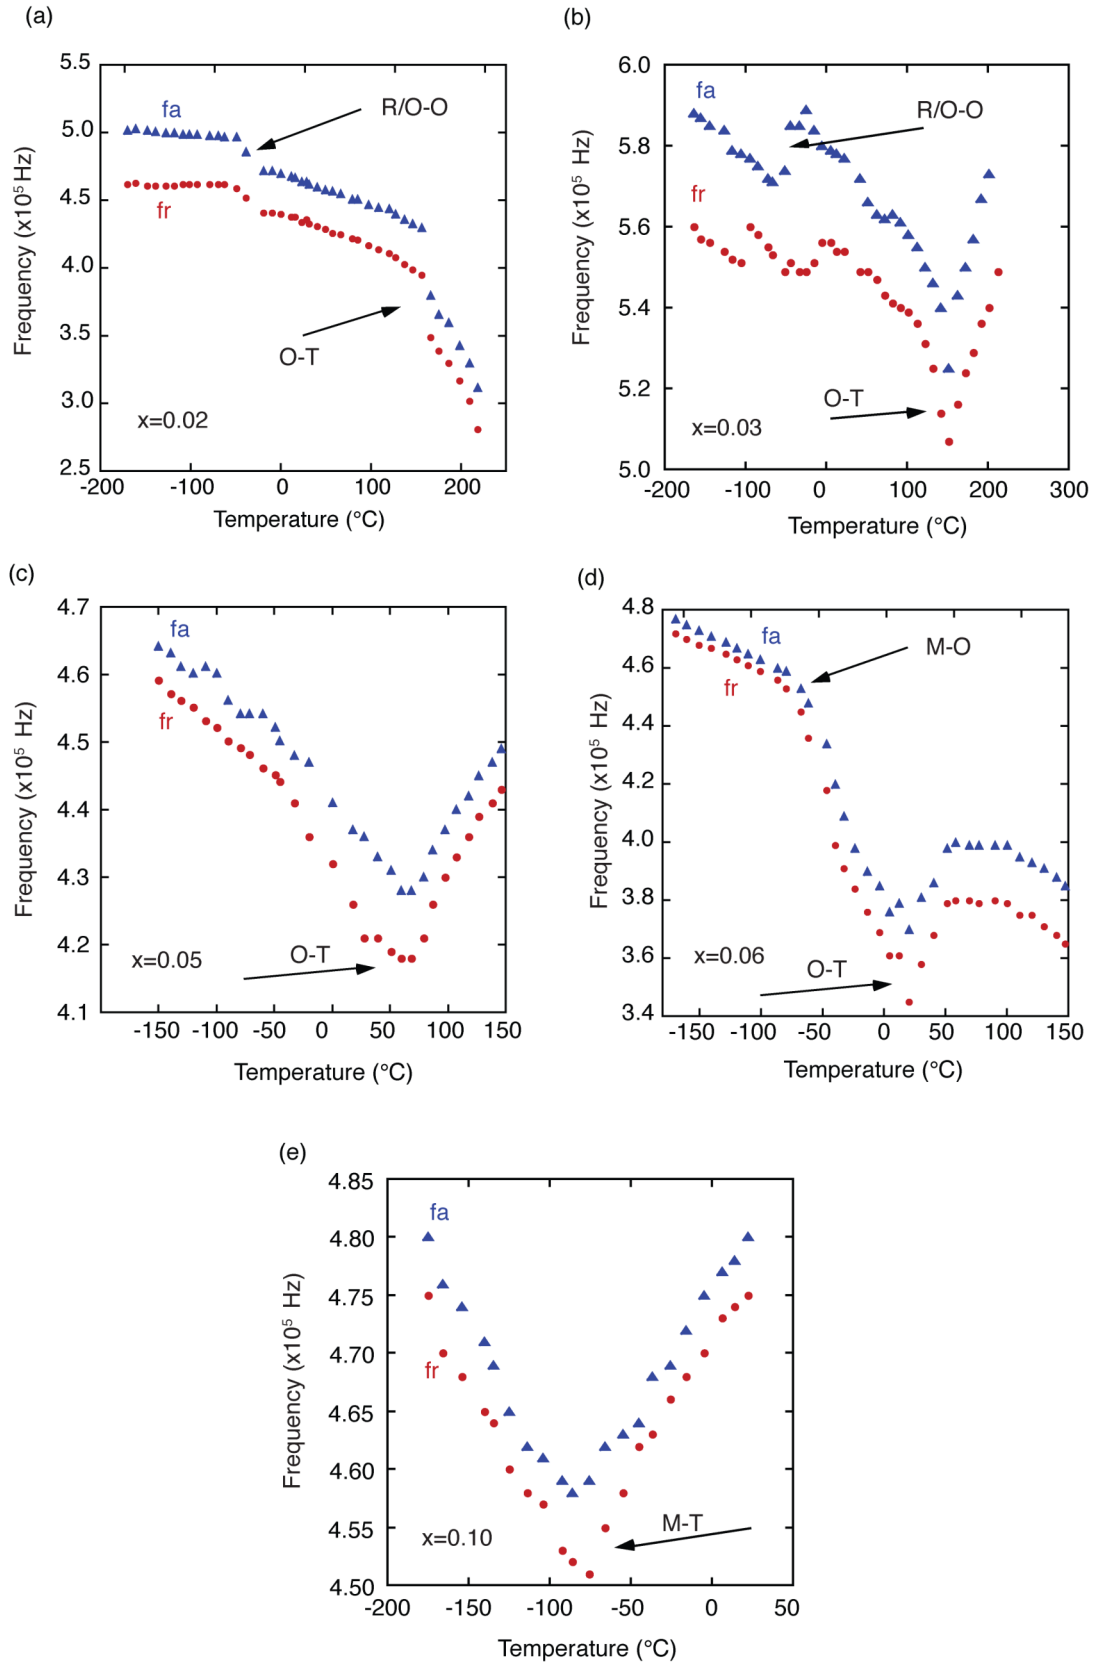 (a)
5.5
5.0
4.5
4.0
3.5
3.0
2.5
Frequency (x10⁵ Hz)
fa
fr
R/O-O
O-T
x=0.02
-200 -100 0 100 200
Temperature (°C)
(b)
6.0
5.8
5.6
5.4
5.2
5.0
Frequency (x10⁵ Hz)
fa
fr
R/O-O
O-T
x=0.03
-200 -100 0 100 200 300
Temperature (°C)
(c)
4.7
4.6
4.5
4.4
4.3
4.2
4.1
Frequency (x10⁵ Hz)
fa
fr
O-T
x=0.05
-150 -100 -50 0 50 100 150
Temperature (°C)
(d)
4.8
4.6
4.4
4.2
4.0
3.8
3.6
3.4
Frequency (x10⁵ Hz)
fa
fr
M-O
O-T
x=0.06
-150 -100 -50 0 50 100 150
Temperature (°C)
(e)
4.85
4.80
4.75
4.70
4.65
4.60
4.55
4.50
Frequency (x10⁵ Hz)
fa
fr
M-T
x=0.10
-200 -150 -100 -50 0 50
Temperature (°C)